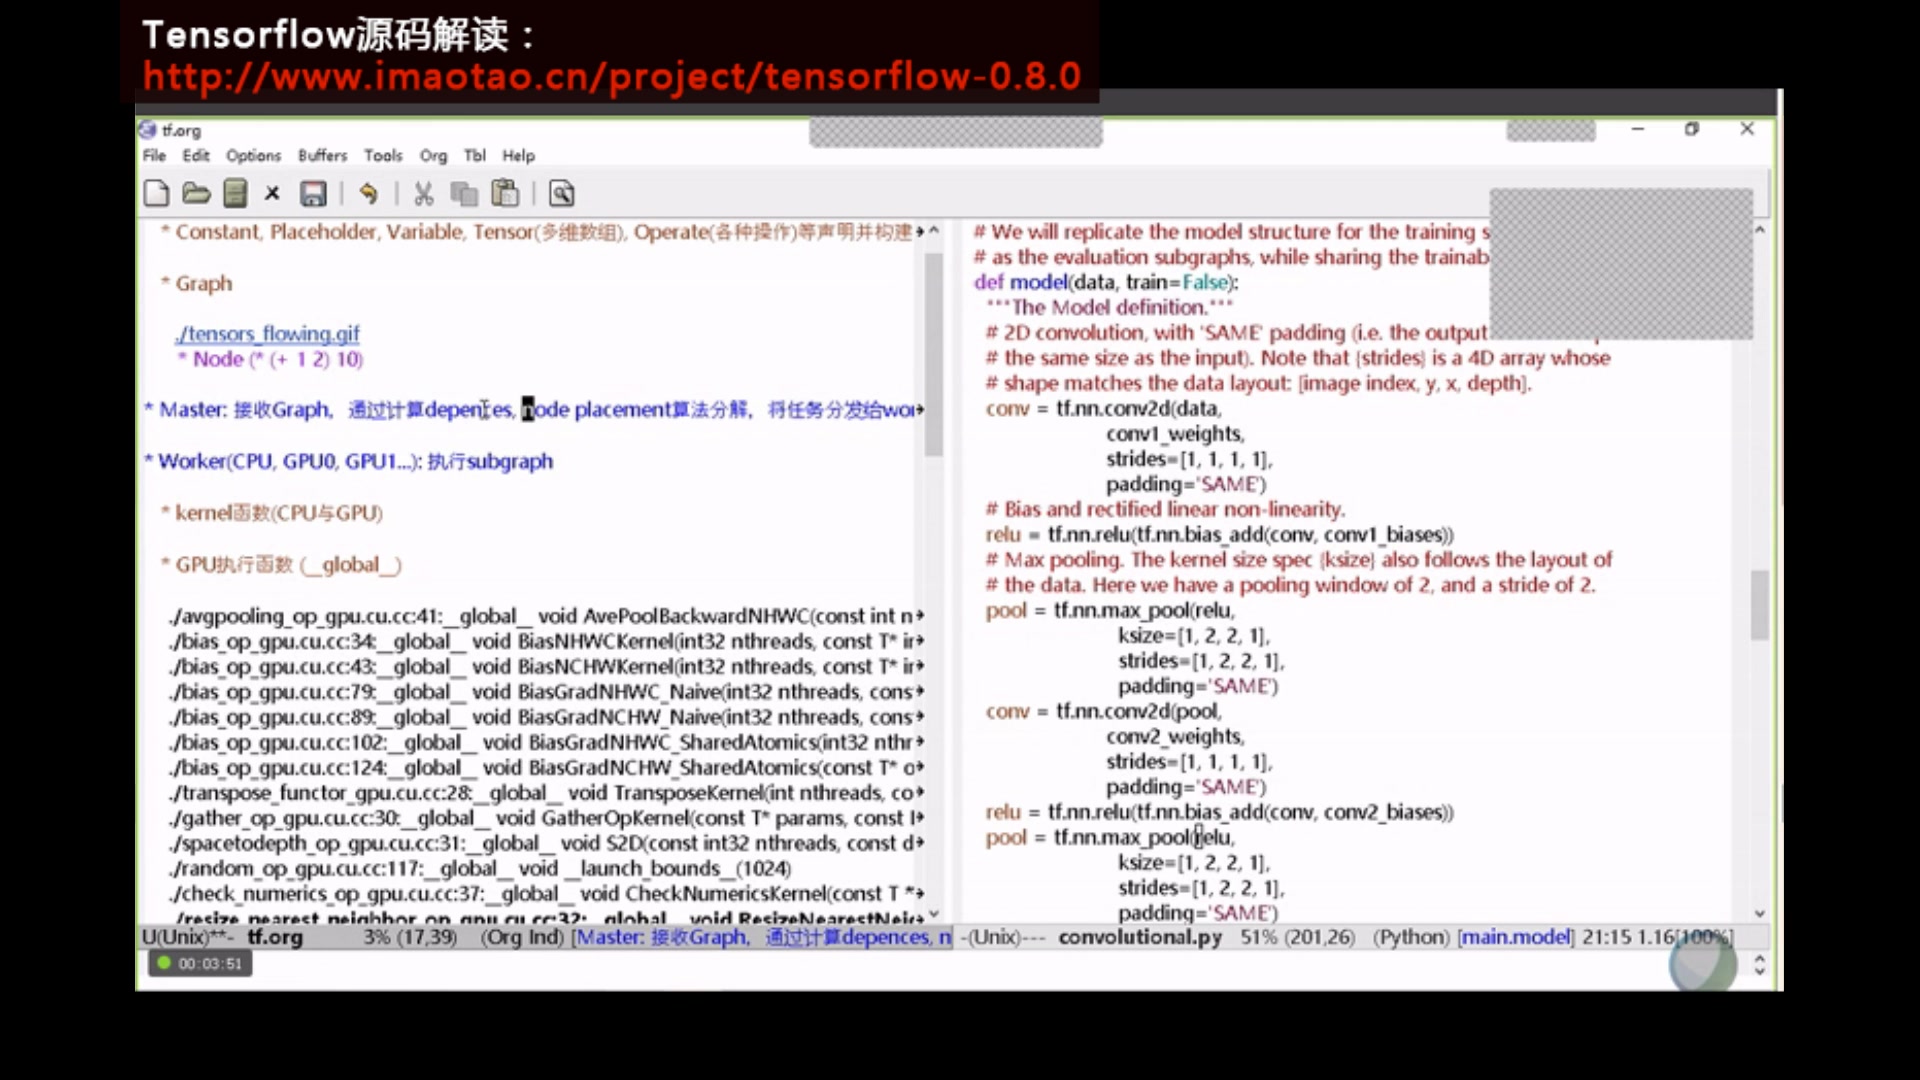 Tensorflow源码解读：
http://www.imaotao.cn/project/tensorflow-0.8.0
tf.org
File Edit Options Buffers Tools Org Tbl Help
* Constant, Placeholder, Variable, Tensor(多维数组), Operate(各种操作)等声明并构建
* Graph
./tensors_flowing.gif
* Node (* (+ 1 2) 10)
* Master: 接收Graph, 通过计算depences, node placement算法分解, 将任务分发给wor
* Worker(CPU, GPU0, GPU1...): 执行subgraph
* kernel函数(CPU与GPU)
* GPU执行函数 (__global__)
./avgpooling_op_gpu.cu.cc:41:__global__ void AvePoolBackwardNHWC(const int n
./bias_op_gpu.cu.cc:34:__global__ void BiasNHWCKernel(int32 nthreads, const T* in
./bias_op_gpu.cu.cc:43:__global__ void BiasNCHWKernel(int32 nthreads, const T* in
./bias_op_gpu.cu.cc:79:__global__ void BiasGradNHWC_Naive(int32 nthreads, cons
./bias_op_gpu.cu.cc:89:__global__ void BiasGradNCHW_Naive(int32 nthreads, cons
./bias_op_gpu.cu.cc:102:__global__ void BiasGradNHWC_SharedAtomics(int32 nthr
./bias_op_gpu.cu.cc:124:__global__ void BiasGradNCHW_SharedAtomics(const T* o
./transpose_functor_gpu.cu.cc:28:__global__ void TransposeKernel(int nthreads, co
./gather_op_gpu.cu.cc:30:__global__ void GatherOpKernel(const T* params, const I
./spacetodepth_op_gpu.cu.cc:31:__global__ void S2D(const int32 nthreads, const d
./random_op_gpu.cu.cc:117:__global__ void __launch_bounds__(1024)
./check_numerics_op_gpu.cu.cc:37:__global__ void CheckNumericsKernel(const T *
./resize_nearest_neighbor_op_gpu.cu.cc:32:__global__ void ResizeNearestNeig
U(Unix)**- tf.org 3% (17,39) (Org Ind) [Master: 接收Graph, 通过计算depences, n
00:03:51
# We will replicate the model structure for the training s
# as the evaluation subgraphs, while sharing the trainab
def model(data, train=False):
"""The Model definition."""
# 2D convolution, with 'SAME' padding (i.e. the output
# the same size as the input). Note that {strides} is a 4D array whose
# shape matches the data layout: [image index, y, x, depth].
conv = tf.nn.conv2d(data,
conv1_weights,
strides=[1, 1, 1, 1],
padding='SAME')
# Bias and rectified linear non-linearity.
relu = tf.nn.relu(tf.nn.bias_add(conv, conv1_biases))
# Max pooling. The kernel size spec {ksize} also follows the layout of
# the data. Here we have a pooling window of 2, and a stride of 2.
pool = tf.nn.max_pool(relu,
ksize=[1, 2, 2, 1],
strides=[1, 2, 2, 1],
padding='SAME')
conv = tf.nn.conv2d(pool,
conv2_weights,
strides=[1, 1, 1, 1],
padding='SAME')
relu = tf.nn.relu(tf.nn.bias_add(conv, conv2_biases))
pool = tf.nn.max_pool(relu,
ksize=[1, 2, 2, 1],
strides=[1, 2, 2, 1],
padding='SAME')
-(Unix)--- convolutional.py 51% (201,26) (Python) [main.model] 21:15 1.16[100%]